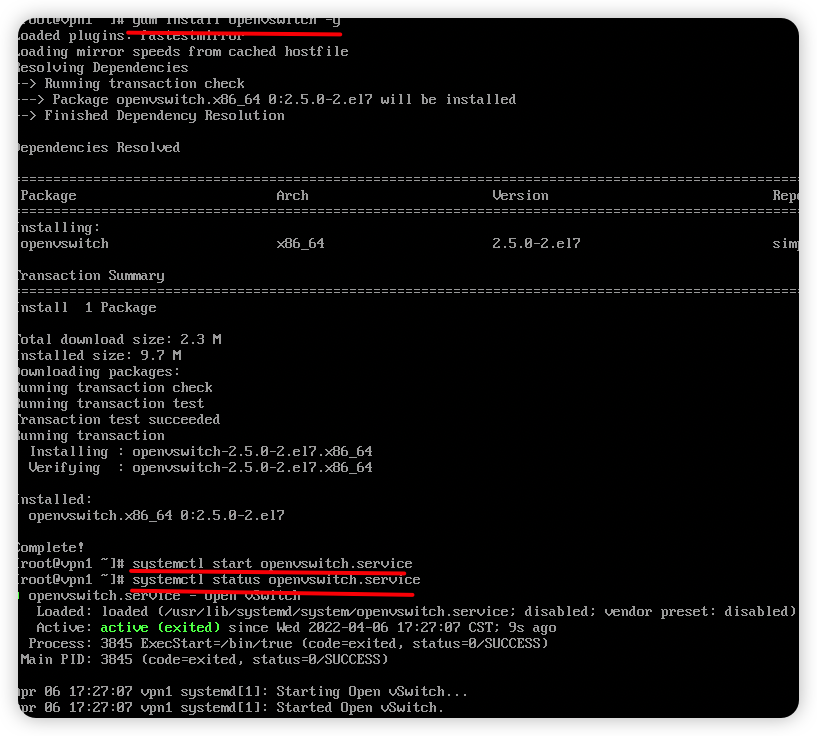 root@vpn1 ~]# yum install openvswitch -y
oaded plugins: fastestmirror
oading mirror speeds from cached hostfile
esolving Dependencies
--> Running transaction check
---> Package openvswitch.x86_64 0:2.5.0-2.el7 will be installed
--> Finished Dependency Resolution
ependencies Resolved
Package Arch Version Repo
nstalling:
openvswitch x86_64 2.5.0-2.el7 simp
ransaction Summary
nstall 1 Package
otal download size: 2.3 M
nstalled size: 9.7 M
ownloading packages:
unning transaction check
unning transaction test
ransaction test succeeded
unning transaction
Installing : openvswitch-2.5.0-2.el7.x86_64
Verifying : openvswitch-2.5.0-2.el7.x86_64
nstalled:
openvswitch.x86_64 0:2.5.0-2.el7
omplete!
[root@vpn1 ~]# systemctl start openvswitch.service
[root@vpn1 ~]# systemctl status openvswitch.service
openvswitch.service - Open vSwitch
Loaded: loaded (/usr/lib/systemd/system/openvswitch.service; disabled; vendor preset: disabled)
Active: active (exited) since Wed 2022-04-06 17:27:07 CST; 9s ago
Process: 3845 ExecStart=/bin/true (code=exited, status=0/SUCCESS)
Main PID: 3845 (code=exited, status=0/SUCCESS)
pr 06 17:27:07 vpn1 systemd[1]: Starting Open vSwitch...
pr 06 17:27:07 vpn1 systemd[1]: Started Open vSwitch.